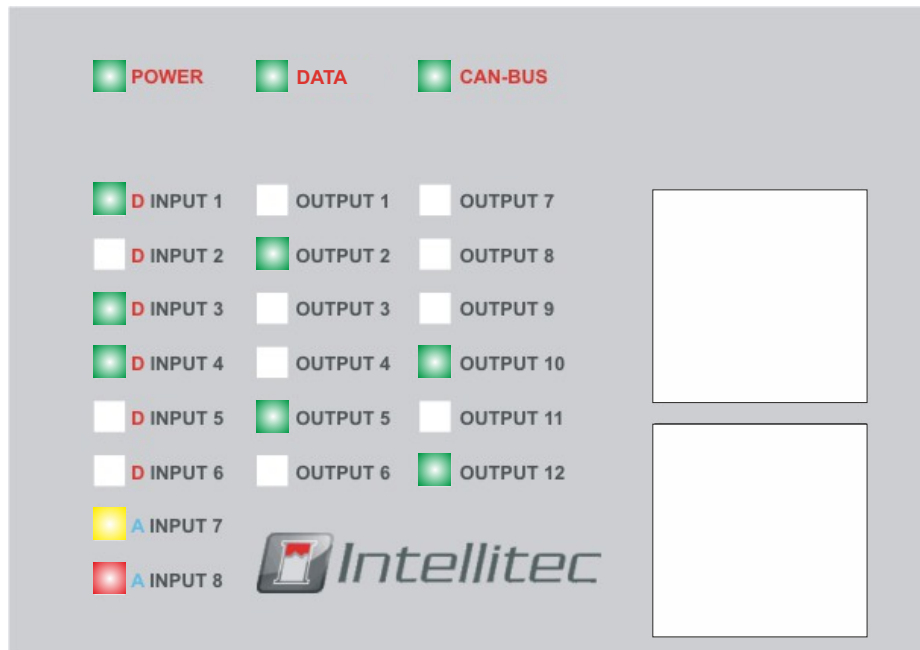 POWER DATA CAN-BUS
D INPUT 1 OUTPUT 1 OUTPUT 7
D INPUT 2 OUTPUT 2 OUTPUT 8
D INPUT 3 OUTPUT 3 OUTPUT 9
D INPUT 4 OUTPUT 4 OUTPUT 10
D INPUT 5 OUTPUT 5 OUTPUT 11
D INPUT 6 OUTPUT 6 OUTPUT 12
A INPUT 7
A INPUT 8
Intellitec